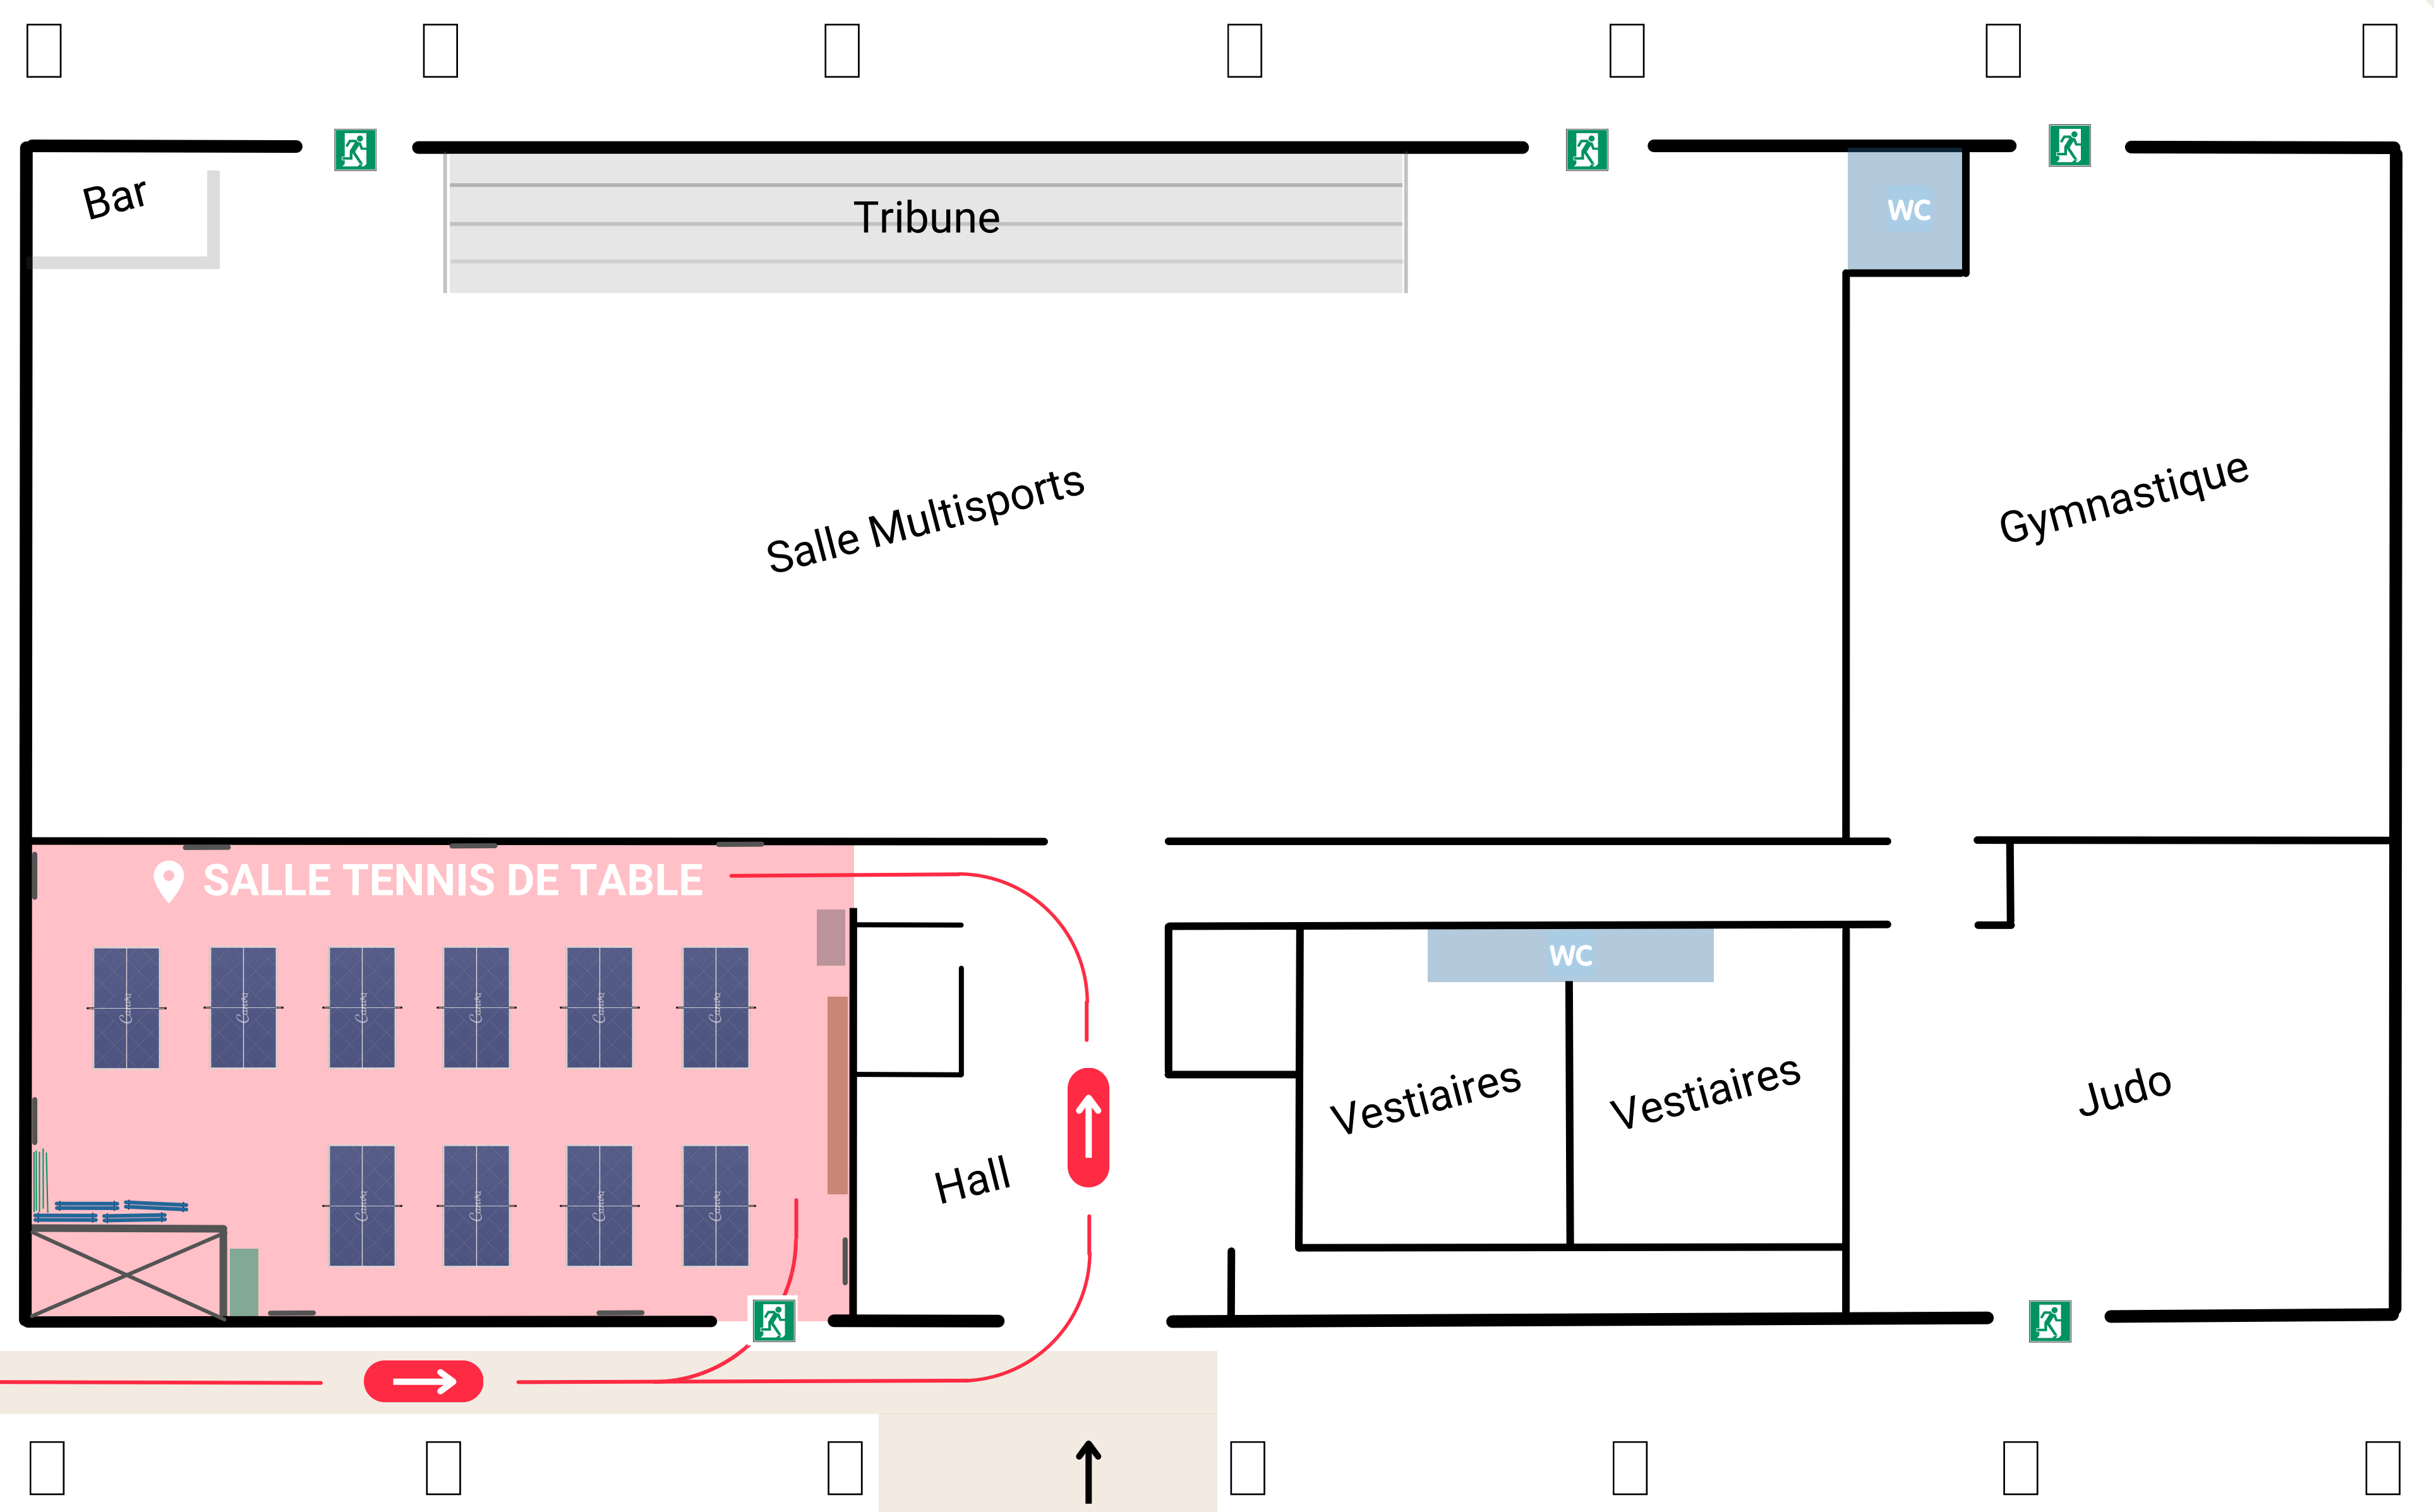 Bar
Tribune
WC
Salle Multisports
Gymnastique
SALLE TENNIS DE TABLE
WC
Vestiaires
Vestiaires
Judo
Hall